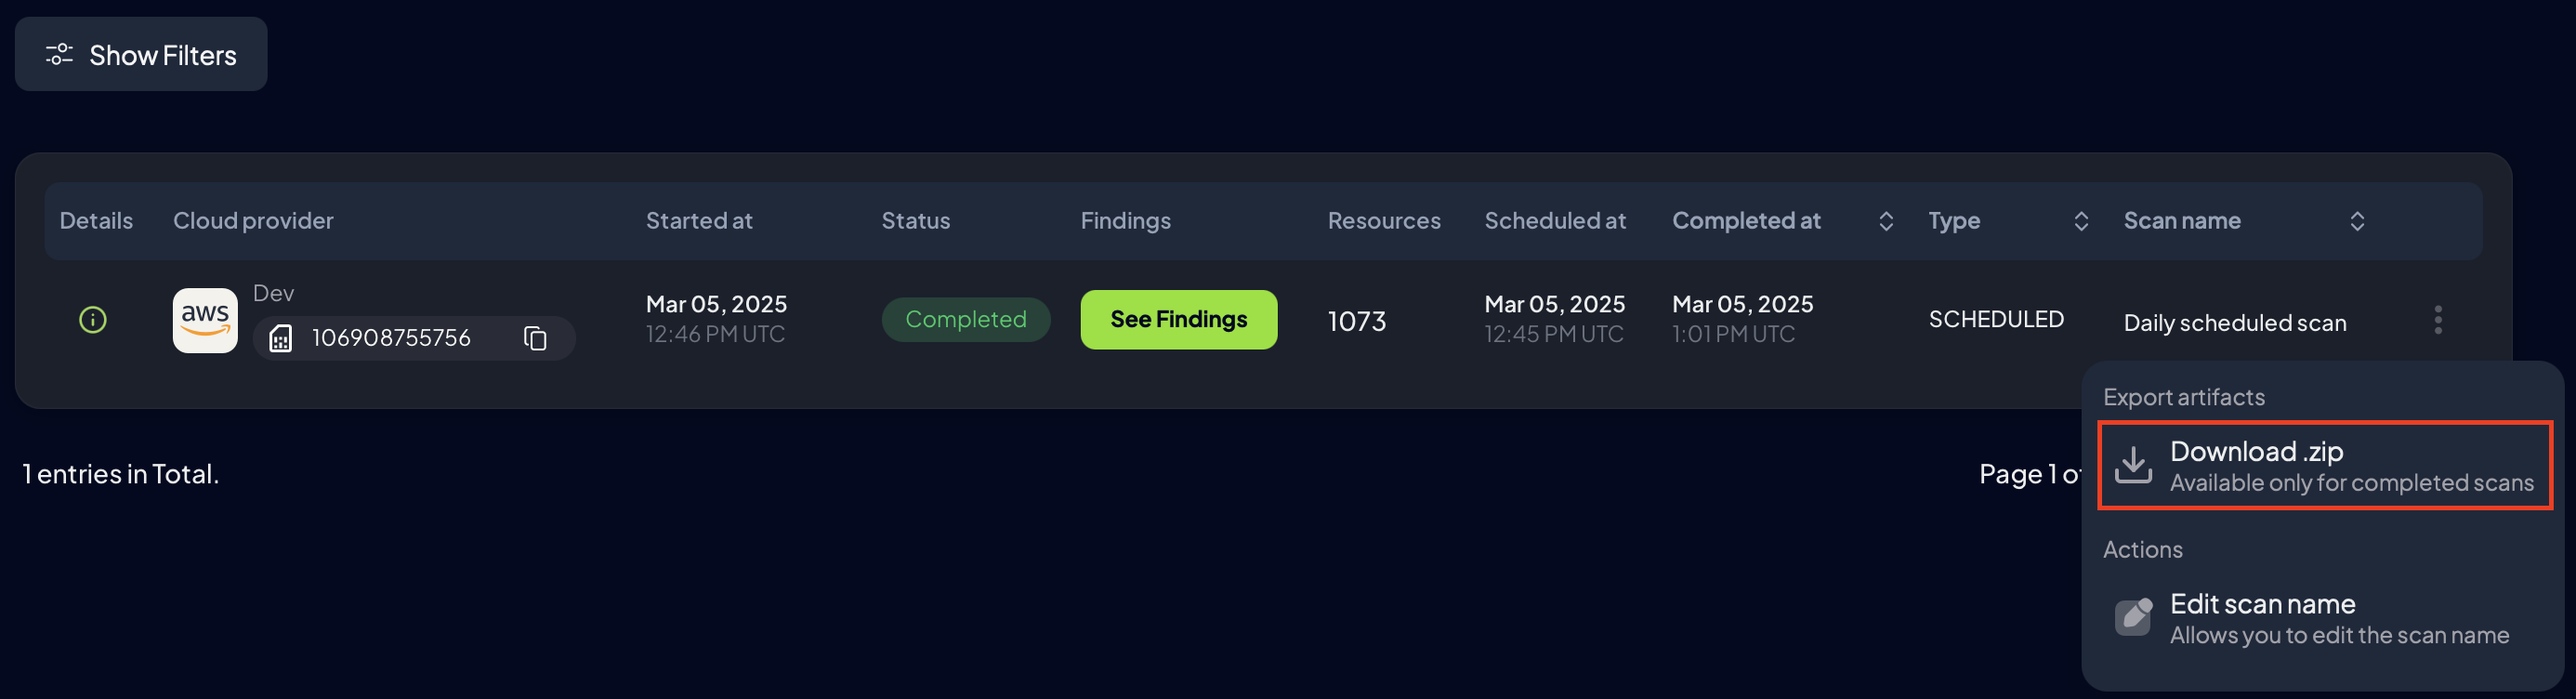 Show Filters
Details Cloud provider Started at Status Findings Resources Scheduled at Completed at Type Scan name
aws
Dev
106908755756
Mar 05, 2025
12:46 PM UTC
Completed
See Findings
1073
Mar 05, 2025
12:45 PM UTC
Mar 05, 2025
1:01 PM UTC
SCHEDULED
Daily scheduled scan
Export artifacts
Download .zip
Available only for completed scans
Actions
Edit scan name
Allows you to edit the scan name
1 entries in Total.
Page 1 of